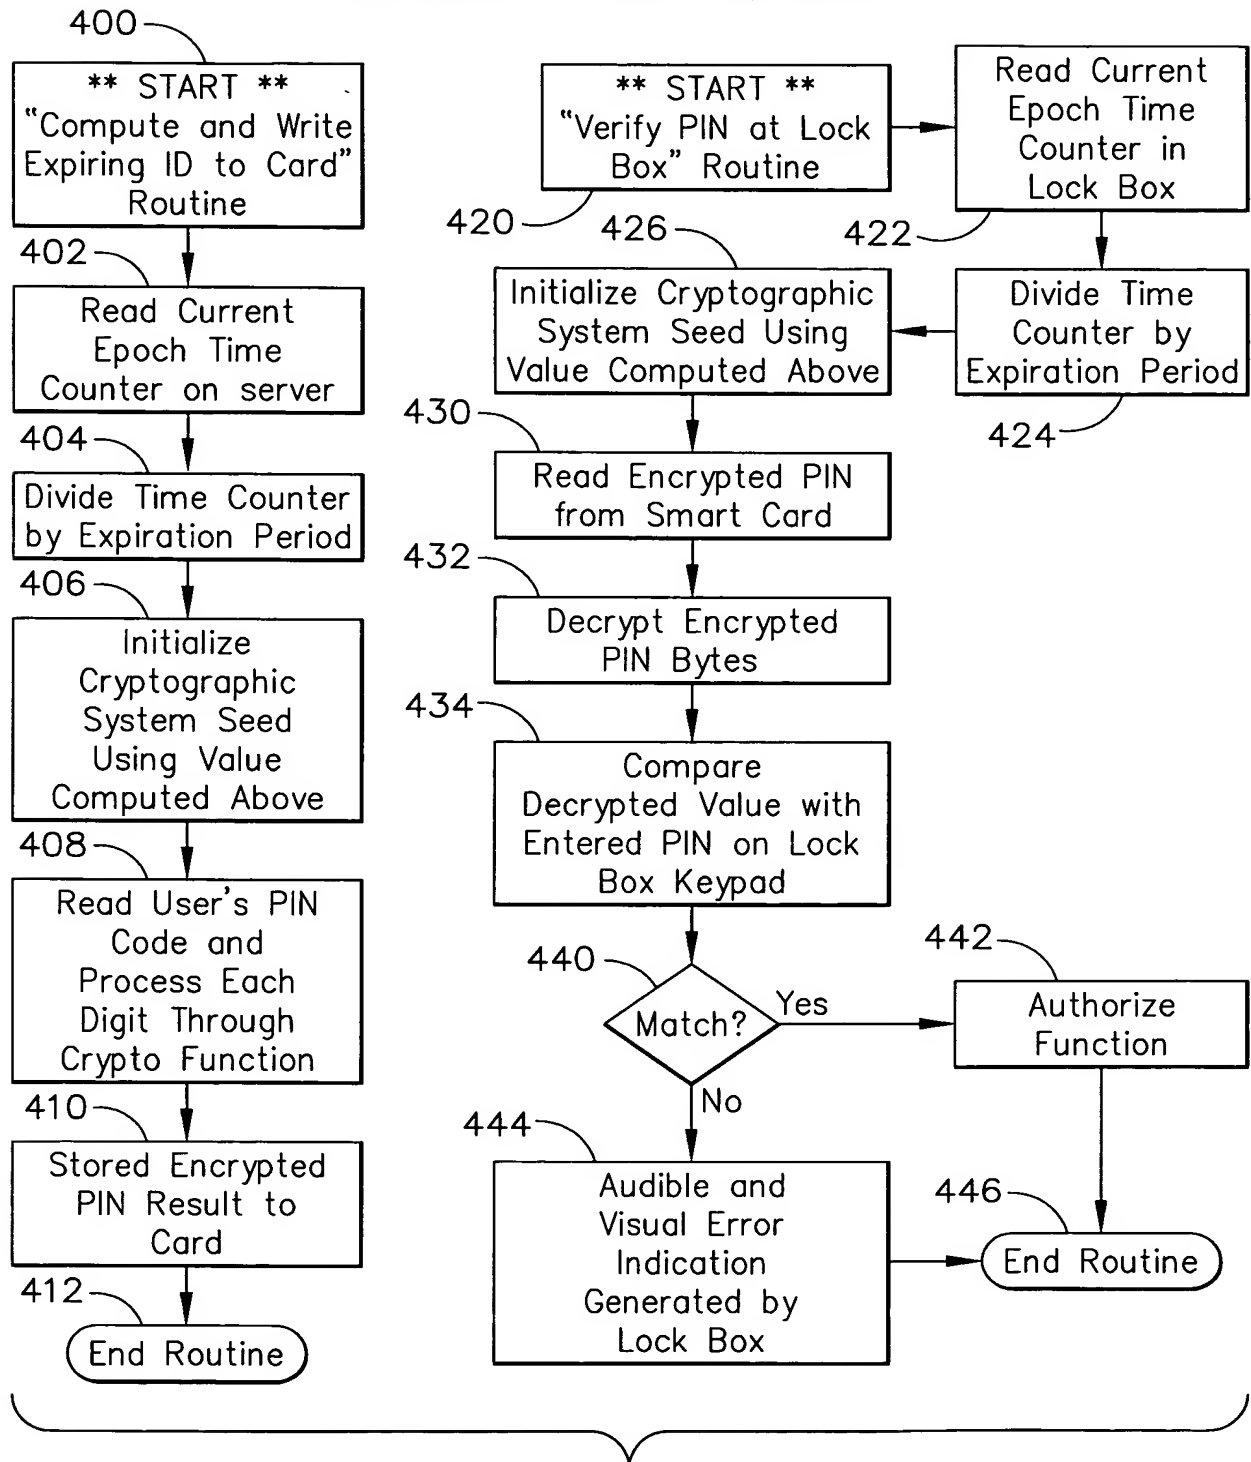 400
** START **
“Compute and Write
Expiring ID to Card”
Routine
402
Read Current
Epoch Time
Counter on server
404
Divide Time Counter
by Expiration Period
406
Initialize
Cryptographic
System Seed
Using Value
Computed Above
408
Read User's PIN
Code and
Process Each
Digit Through
Crypto Function
410
Stored Encrypted
PIN Result to
Card
412
End Routine
** START **
“Verify PIN at Lock
Box” Routine
420
Read Current
Epoch Time
Counter in
Lock Box
422
Divide Time
Counter by
Expiration Period
424
426
Initialize Cryptographic
System Seed Using
Value Computed Above
430
Read Encrypted PIN
from Smart Card
432
Decrypt Encrypted
PIN Bytes
434
Compare
Decrypted Value with
Entered PIN on Lock
Box Keypad
440
Match?
Yes
No
442
Authorize
Function
444
Audible and
Visual Error
Indication
Generated by
Lock Box
446
End Routine